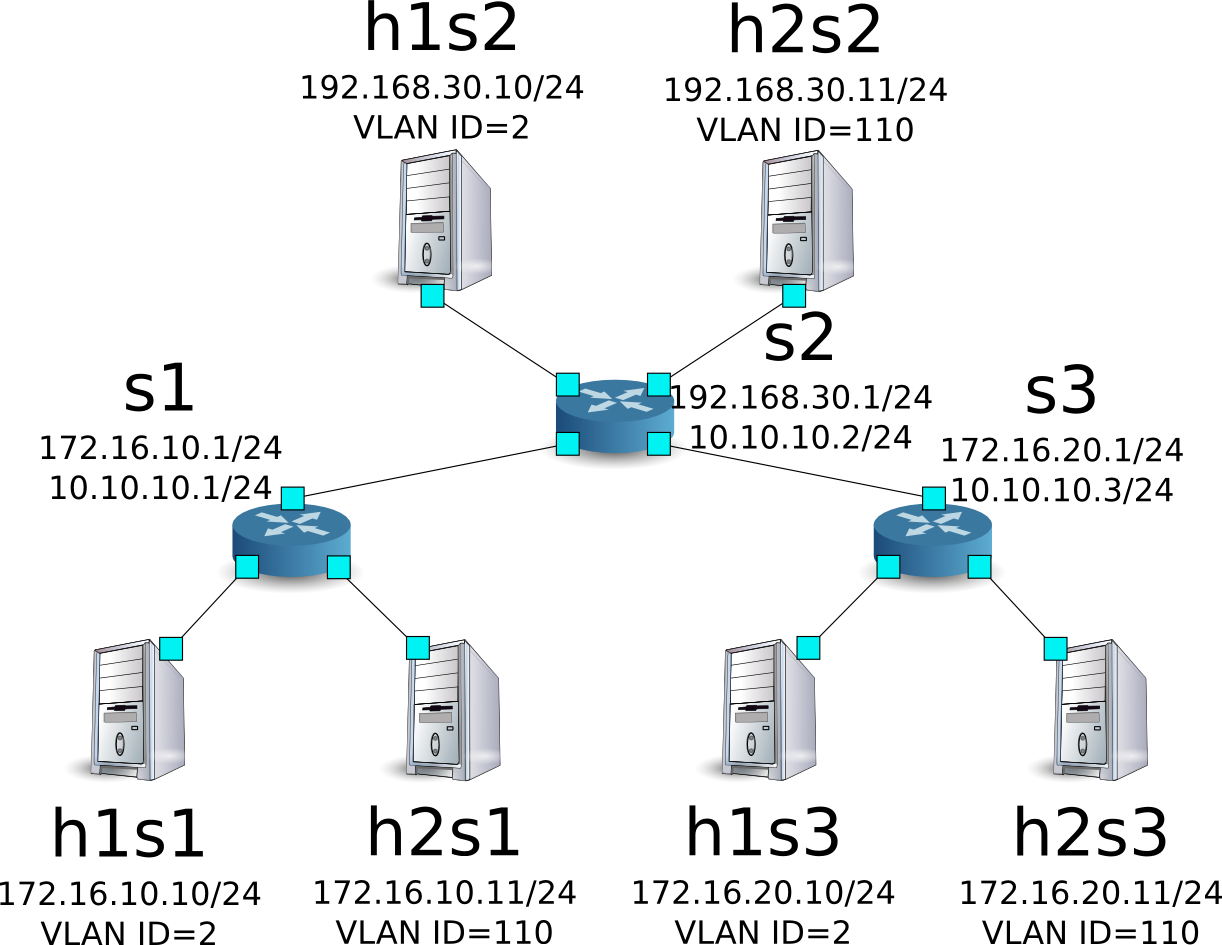 h1s2
192.168.30.10/24
VLAN ID=2
h2s2
192.168.30.11/24
VLAN ID=110
s1
172.16.10.1/24
10.10.10.1/24
s2
192.168.30.1/24
10.10.10.2/24
s3
172.16.20.1/24
10.10.10.3/24
h1s1
172.16.10.10/24
VLAN ID=2
h2s1
172.16.10.11/24
VLAN ID=110
h1s3
172.16.20.10/24
VLAN ID=2
h2s3
172.16.20.11/24
VLAN ID=110